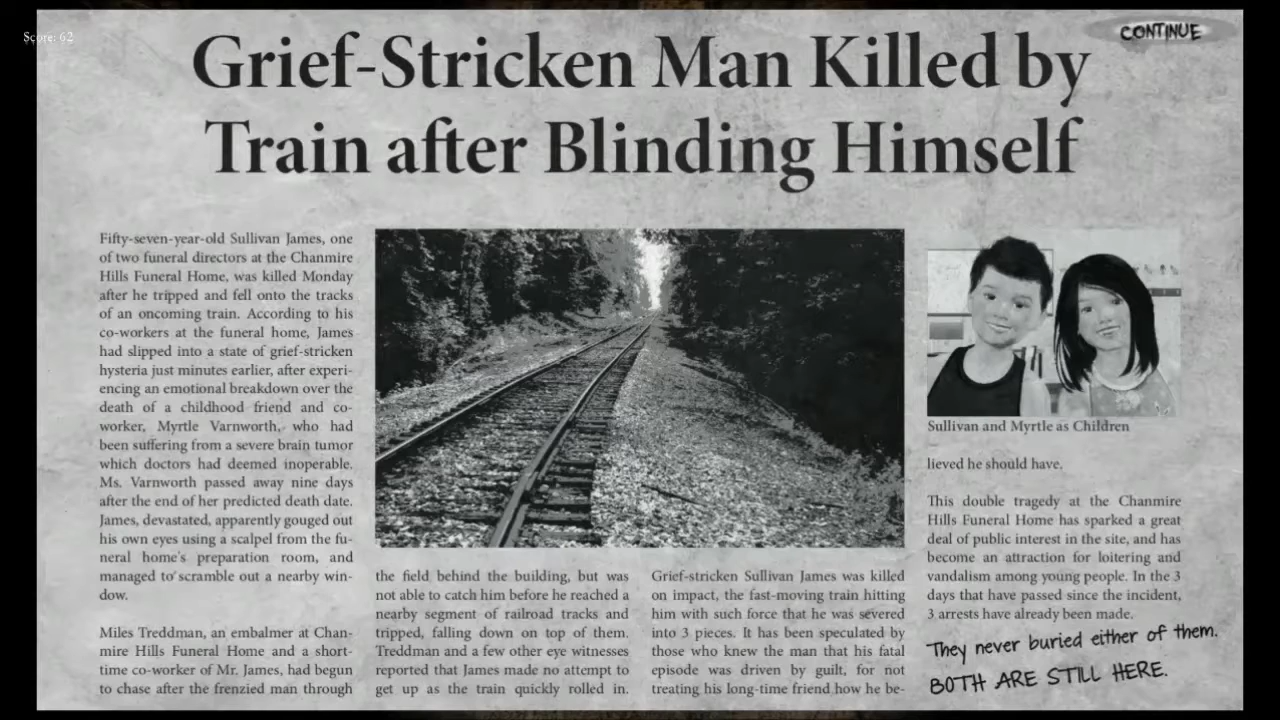 Score: 62
CONTINUE
Grief-Stricken Man Killed by
Train after Blinding Himself
Fifty-seven-year-old Sullivan James, one
of two funeral directors at the Chanmire
Hills Funeral Home, was killed Monday
after he tripped and fell onto the tracks
of an oncoming train. According to his
co-workers at the funeral home, James
had slipped into a state of grief-stricken
hysteria just minutes earlier, after experi-
encing an emotional breakdown over the
death of a childhood friend and co-
worker, Myrtle Varnworth, who had
been suffering from a severe brain tumor
which doctors had deemed inoperable.
Ms. Varnworth passed away nine days
after the end of her predicted death date.
James, devastated, apparently gouged out
his own eyes using a scalpel from the fu-
neral home's preparation room, and
managed to scramble out a nearby win-
dow.
Miles Treddman, an embalmer at Chan-
mire Hills Funeral Home and a short-
time co-worker of Mr. James, had begun
to chase after the frenzied man through
the field behind the building, but was
not able to catch him before he reached a
nearby segment of railroad tracks and
tripped, falling down on top of them.
Treddman and a few other eye witnesses
reported that James made no attempt to
get up as the train quickly rolled in.
Grief-stricken Sullivan James was killed
on impact, the fast-moving train hitting
him with such force that he was severed
into 3 pieces. It has been speculated by
those who knew the man that his fatal
episode was driven by guilt, for not
treating his long-time friend how he be-
Sullivan and Myrtle as Children
lieved he should have.
This double tragedy at the Chanmire
Hills Funeral Home has sparked a great
deal of public interest in the site, and has
become an attraction for loitering and
vandalism among young people. In the 3
days that have passed since the incident,
3 arrests have already been made.
They never buried either of them.
BOTH ARE STILL HERE.